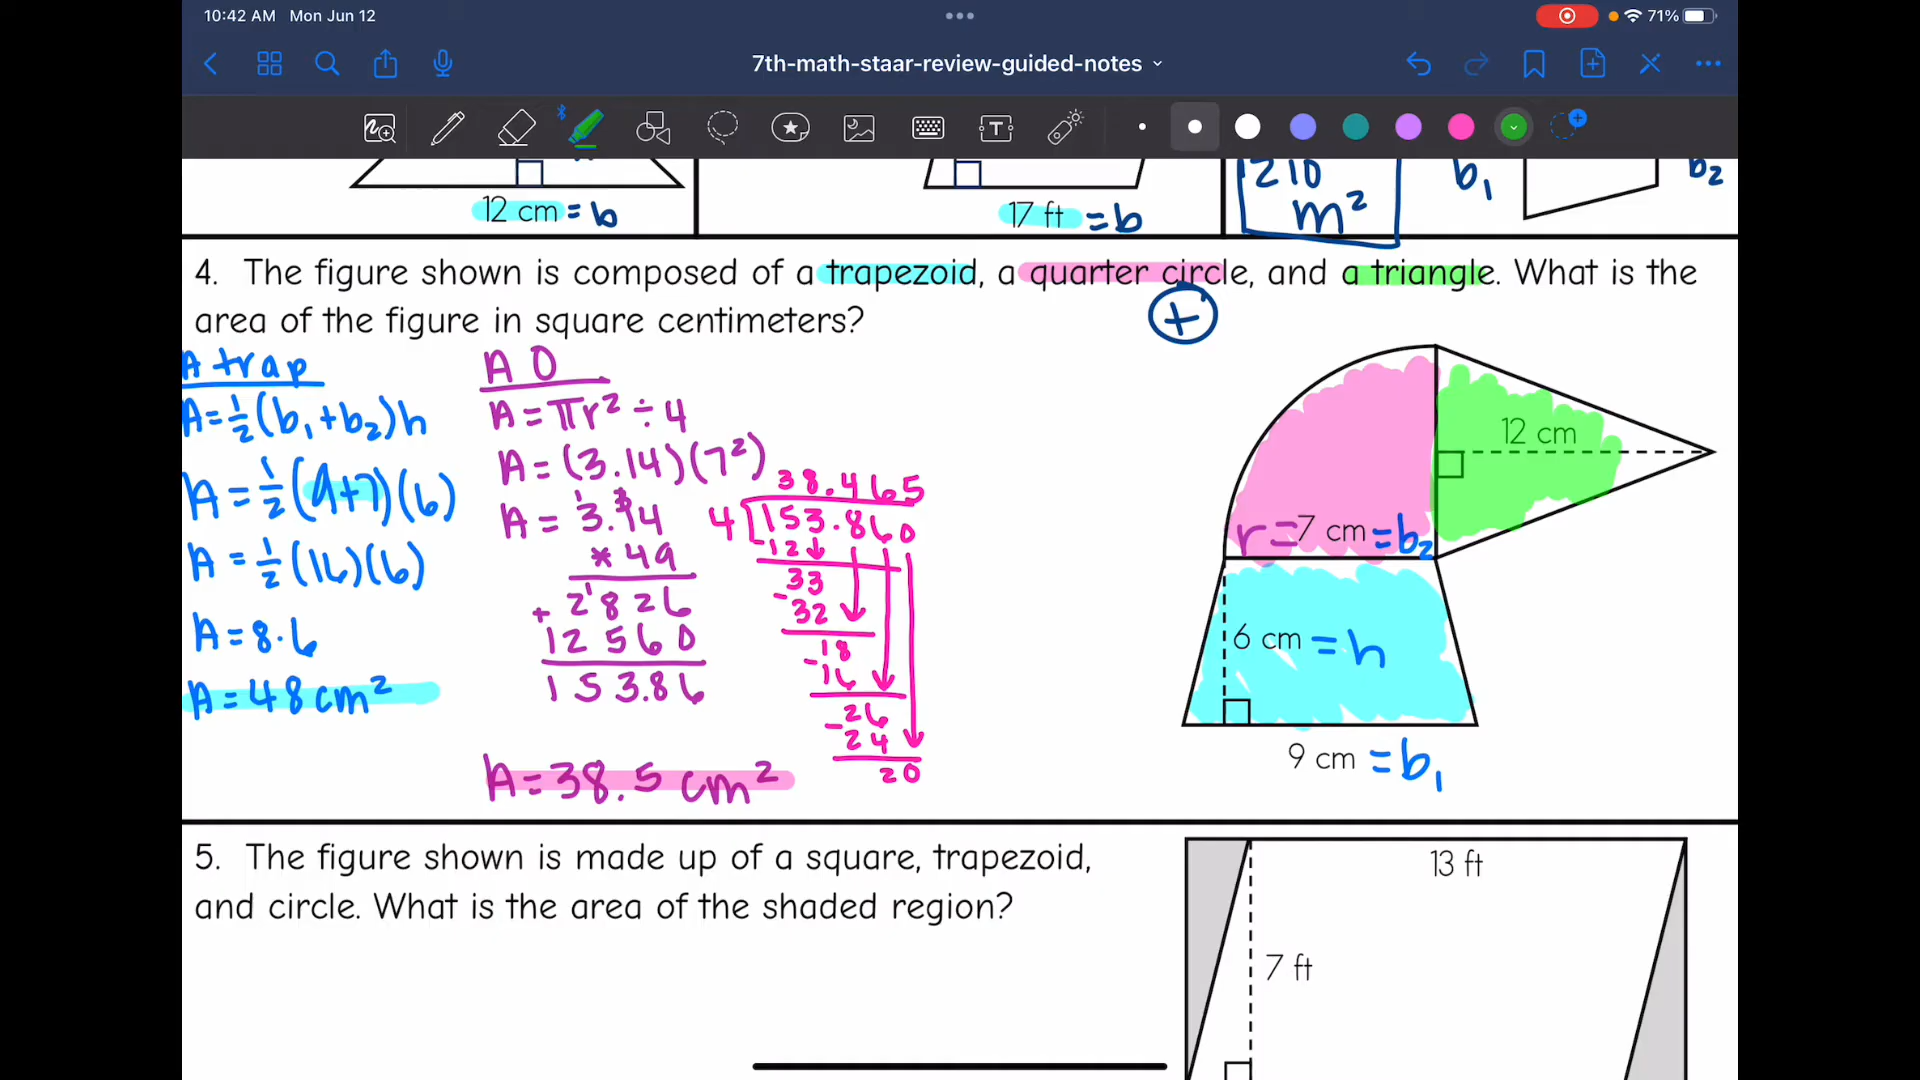 10:42 AM Mon Jun 12
71%
7th-math-staar-review-guided-notes
12 cm = b
17 ft = b
210
m²
b₁
b₂
4. The figure shown is composed of a trapezoid, a quarter circle, and a triangle. What is the
area of the figure in square centimeters?
+
A trap
A = ½(b₁+b₂)h
A = ½(9+7)(6)
A = ½(16)(6)
A = 8·6
A = 48 cm²
A O
A = πr² ÷ 4
A = (3.14)(7²)
A = 3.14
* 49
+ 2826
12560
153.86
A = 38.5 cm²
38.465
4 153.860
-12
33
-32
18
-16
26
-24
20
12 cm
r = 7 cm = b₂
6 cm = h
9 cm = b₁
5. The figure shown is made up of a square, trapezoid,
and circle. What is the area of the shaded region?
13 ft
7 ft